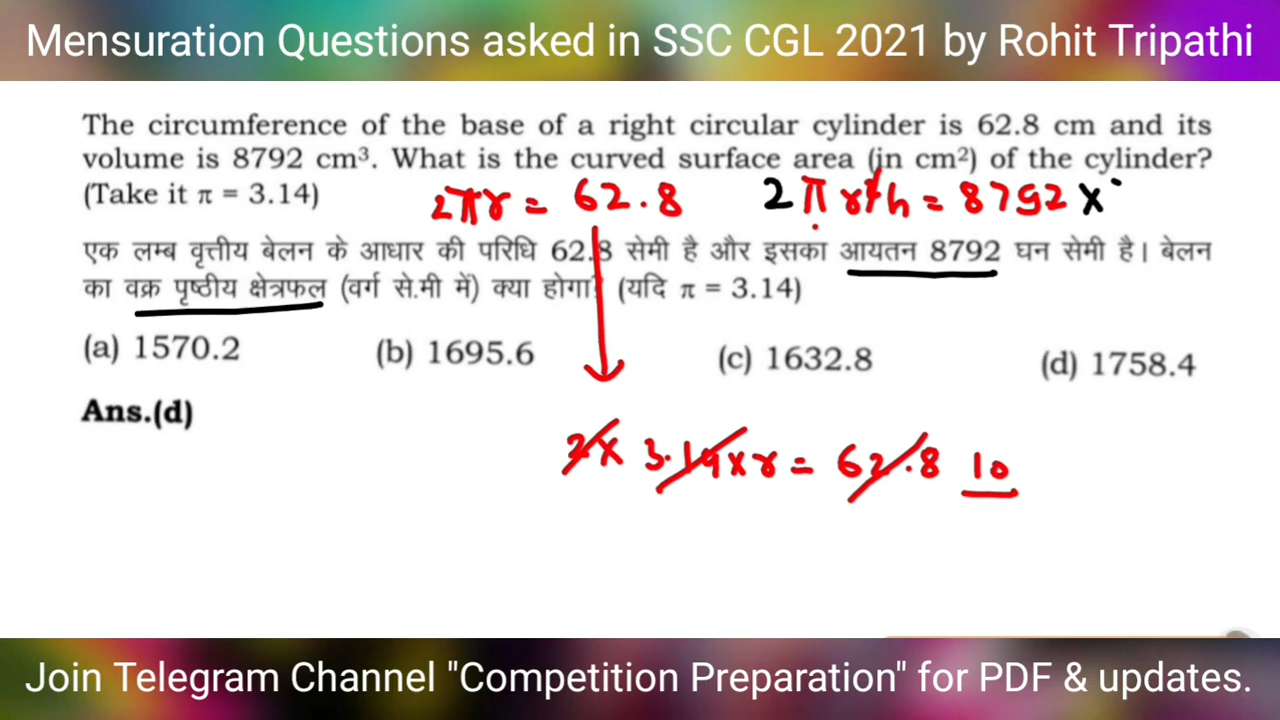 Mensuration Questions asked in SSC CGL 2021 by Rohit Tripathi
The circumference of the base of a right circular cylinder is 62.8 cm and its
volume is 8792 cm³. What is the curved surface area (in cm²) of the cylinder?
(Take it π = 3.14)
2πr = 62.8
2πr²h = 8792 x
एक लम्ब वृत्तीय बेलन के आधार की परिधि 62.8 सेमी है और इसका आयतन 8792 घन सेमी है। बेलन
का वक्र पृष्ठीय क्षेत्रफल (वर्ग से.मी में) क्या होगा? (यदि π = 3.14)
(a) 1570.2 (b) 1695.6 (c) 1632.8 (d) 1758.4
Ans.(d)
2x 3.14xr = 62.8 10
Join Telegram Channel "Competition Preparation" for PDF & updates.